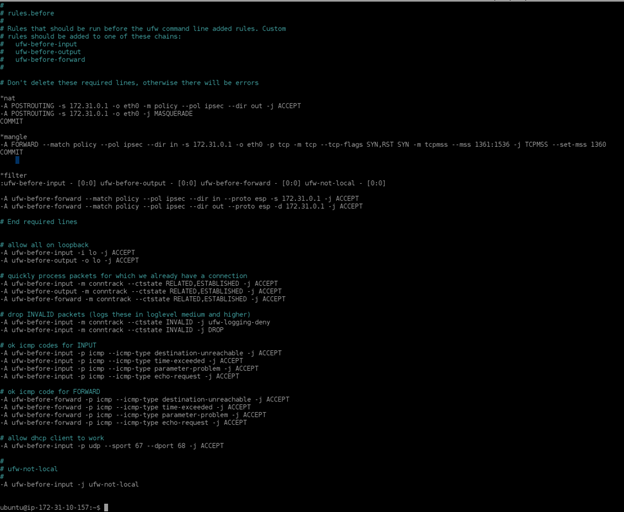 #
# rules.before
#
# Rules that should be run before the ufw command line added rules. Custom
# rules should be added to one of these chains:
#   ufw-before-input
#   ufw-before-output
#   ufw-before-forward
#
# Don't delete these required lines, otherwise there will be errors
*nat
-A POSTROUTING -s 172.31.0.1 -o eth0 -m policy --pol ipsec --dir out -j ACCEPT
-A POSTROUTING -s 172.31.0.1 -o eth0 -j MASQUERADE
COMMIT
*mangle
-A FORWARD --match policy --pol ipsec --dir in -s 172.31.0.1 -o eth0 -p tcp -m tcp --tcp-flags SYN,RST SYN -m tcpmss --mss 1361:1536 -j TCPMSS --set-mss 1360
COMMIT
*filter
:ufw-before-input - [0:0] ufw-before-output - [0:0] ufw-before-forward - [0:0] ufw-not-local - [0:0]
-A ufw-before-forward --match policy --pol ipsec --dir in --proto esp -s 172.31.0.1 -j ACCEPT
-A ufw-before-forward --match policy --pol ipsec --dir out --proto esp -d 172.31.0.1 -j ACCEPT
# End required lines
# allow all on loopback
-A ufw-before-input -i lo -j ACCEPT
-A ufw-before-output -o lo -j ACCEPT
# quickly process packets for which we already have a connection
-A ufw-before-input -m conntrack --ctstate RELATED,ESTABLISHED -j ACCEPT
-A ufw-before-output -m conntrack --ctstate RELATED,ESTABLISHED -j ACCEPT
-A ufw-before-forward -m conntrack --ctstate RELATED,ESTABLISHED -j ACCEPT
# drop INVALID packets (logs these in loglevel medium and higher)
-A ufw-before-input -m conntrack --ctstate INVALID -j ufw-logging-deny
-A ufw-before-input -m conntrack --ctstate INVALID -j DROP
# ok icmp codes for INPUT
-A ufw-before-input -p icmp --icmp-type destination-unreachable -j ACCEPT
-A ufw-before-input -p icmp --icmp-type time-exceeded -j ACCEPT
-A ufw-before-input -p icmp --icmp-type parameter-problem -j ACCEPT
-A ufw-before-input -p icmp --icmp-type echo-request -j ACCEPT
# ok icmp code for FORWARD
-A ufw-before-forward -p icmp --icmp-type destination-unreachable -j ACCEPT
-A ufw-before-forward -p icmp --icmp-type time-exceeded -j ACCEPT
-A ufw-before-forward -p icmp --icmp-type parameter-problem -j ACCEPT
-A ufw-before-forward -p icmp --icmp-type echo-request -j ACCEPT
# allow dhcp client to work
-A ufw-before-input -p udp --sport 67 --dport 68 -j ACCEPT
#
# ufw-not-local
#
-A ufw-before-input -j ufw-not-local
ubuntu@ip-172-31-10-157:~$